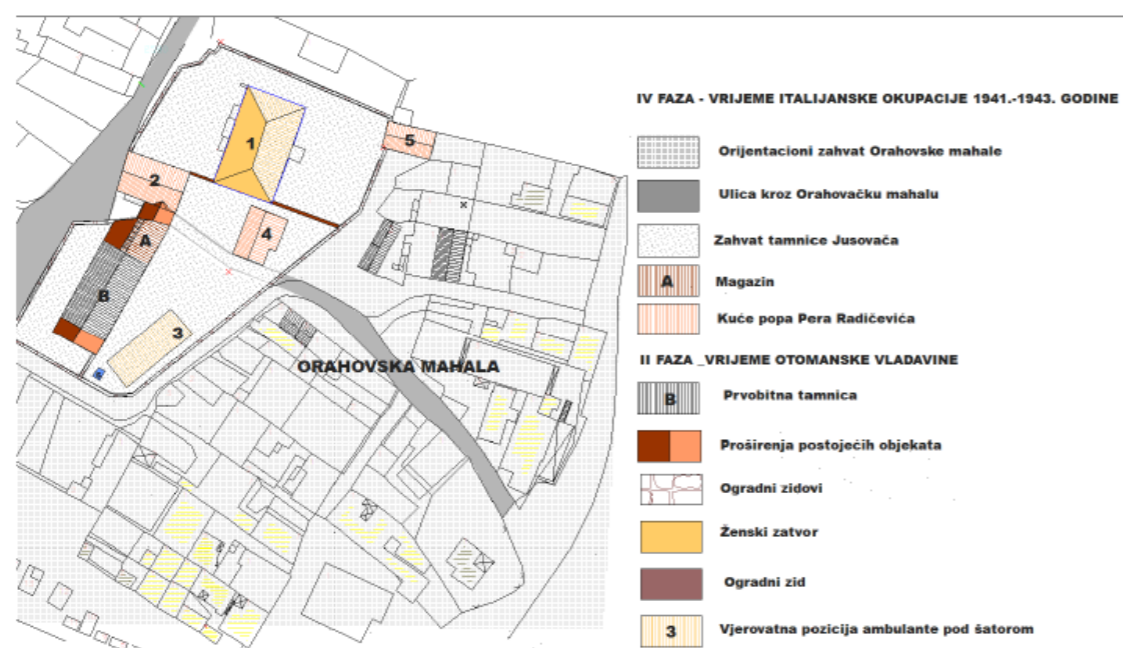 IV FAZA - VRIJEME ITALIJANSKE OKUPACIJE 1941.-1943. GODINE
Orijentacioni zahvat Orahovske mahale
Ulica kroz Orahovačku mahalu
Zahvat tamnice Jusovača
A Magazin
Kuće popa Pera Radičevića
II FAZA _VRIJEME OTOMANSKE VLADAVINE
B Prvobitna tamnica
Proširenja postojećih objekata
Ogradni zidovi
Ženski zatvor
Ogradni zid
3 Vjerovatna pozicija ambulante pod šatorom
1
5
2
4
A
B
3
ORAHOVSKA MAHALA